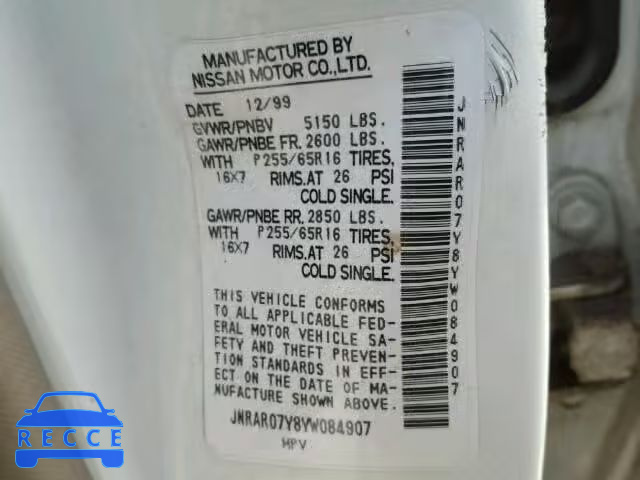 MANUFACTURED BY
NISSAN MOTOR CO.,LTD.
DATE 12/99
GVWR/PNBV 5150 LBS.
GAWR/PNBE FR. 2600 LBS.
WITH P255/65R16 TIRES,
16X7 RIMS.AT 26 PSI
COLD SINGLE.
GAWR/PNBE RR. 2850 LBS.
WITH P255/65R16 TIRES,
16X7 RIMS.AT 26 PSI
COLD SINGLE.
THIS VEHICLE CONFORMS
TO ALL APPLICABLE FED-
ERAL MOTOR VEHICLE SA-
FETY AND THEFT PREVEN-
TION STANDARDS IN EFF-
ECT ON THE DATE OF MA-
NUFACTURE SHOWN ABOVE.
JNRAR07Y8YW084907
MPV
JNRAR07Y8YW084907
RECCE